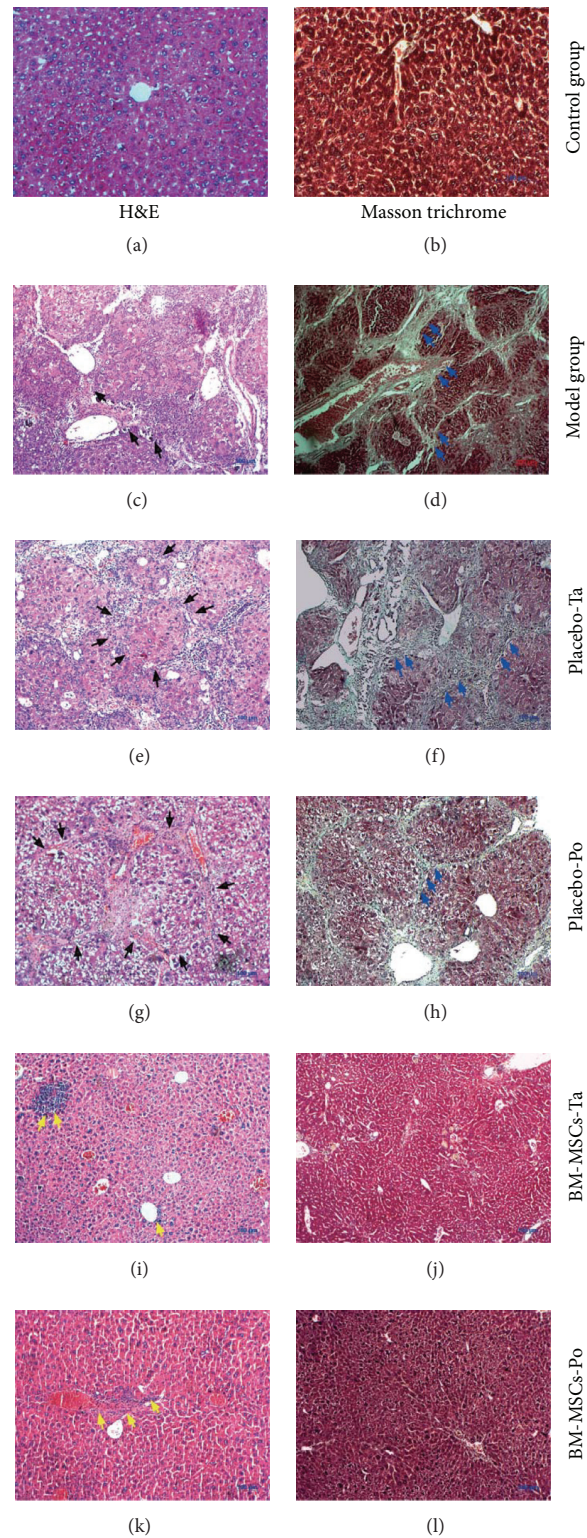 Control group
H&E
Masson trichrome
(a)
(b)
Model group
(c)
(d)
Placebo-Ta
(e)
(f)
Placebo-Po
(g)
(h)
BM-MSCs-Ta
(i)
(j)
BM-MSCs-Po
(k)
(l)